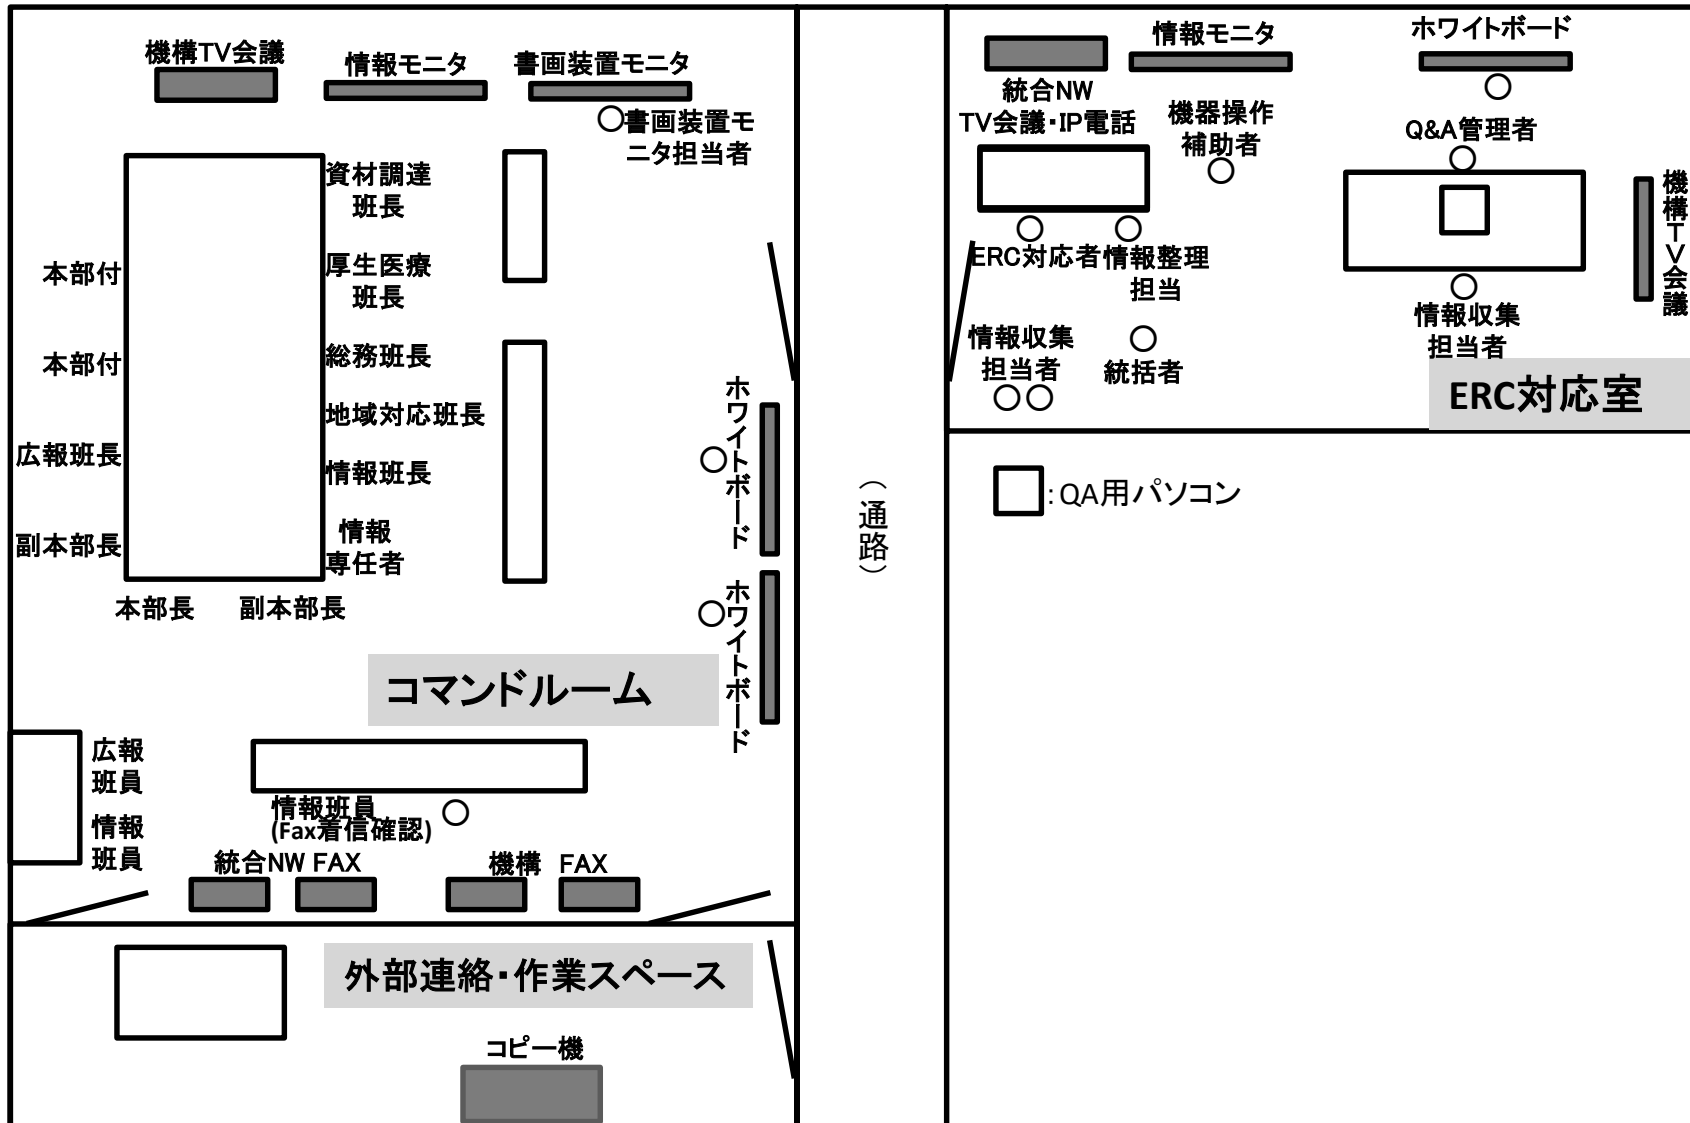 機構TV会議
情報モニタ
書画装置モニタ
書画装置モ
ニタ担当者
資材調達
班長
厚生医療
班長
総務班長
地域対応班長
情報班長
情報
専任者
本部付
本部付
広報班長
副本部長
本部長
副本部長
ホワイトボード
ホワイトボード
コマンドルーム
広報
班員
情報
班員
情報班員
(Fax着信確認)
統合NW FAX
機構 FAX
外部連絡・作業スペース
コピー機
（通路）
統合NW
TV会議・IP電話
情報モニタ
機器操作
補助者
ホワイトボード
Q&A管理者
機構TV会議
ERC対応者
情報整理
担当
情報収集
担当者
統括者
情報収集
担当者
ERC対応室
:QA用パソコン